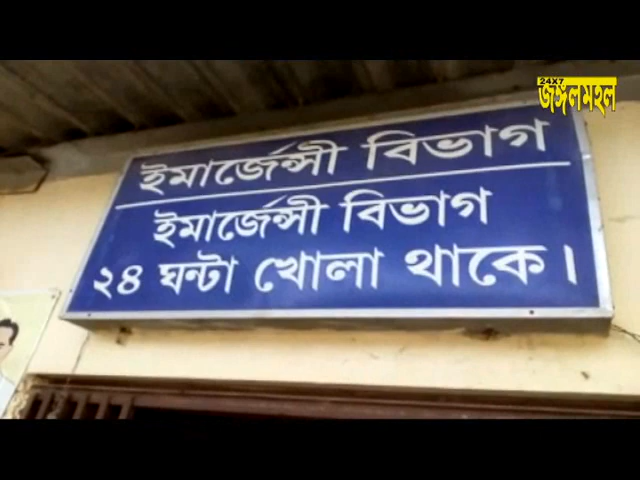 24X7
জঙ্গলমহল
ইমার্জেন্সী বিভাগ
ইমার্জেন্সী বিভাগ
২৪ ঘন্টা খোলা থাকে।